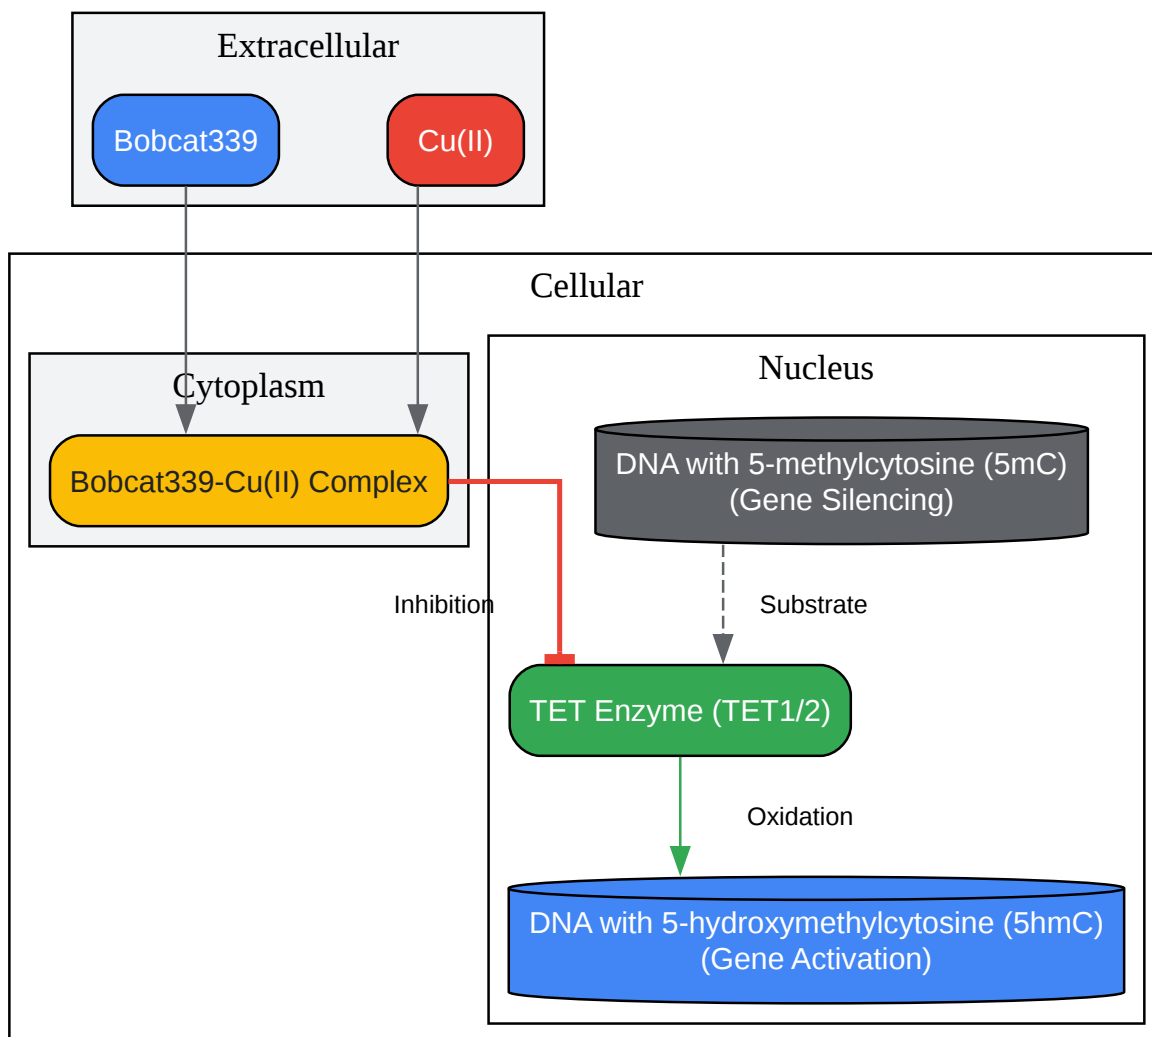 Extracellular
Bobcat339
Cu(II)
Cellular
Cytoplasm
Nucleus
Bobcat339-Cu(II) Complex
DNA with 5-methylcytosine (5mC)
(Gene Silencing)
Inhibition
Substrate
TET Enzyme (TET1/2)
Oxidation
DNA with 5-hydroxymethylcytosine (5hmC)
(Gene Activation)